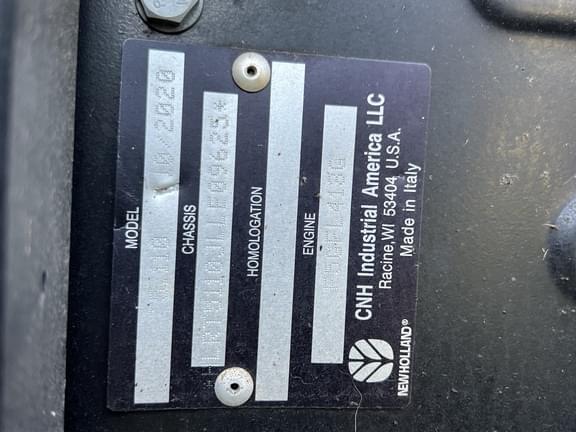 MODEL
10/2020
CHASSIS
HOMOLOGATION
ENGINE
CNH Industrial America LLC
Racine, WI 53404 U.S.A.
Made in Italy
NEW HOLLAND®